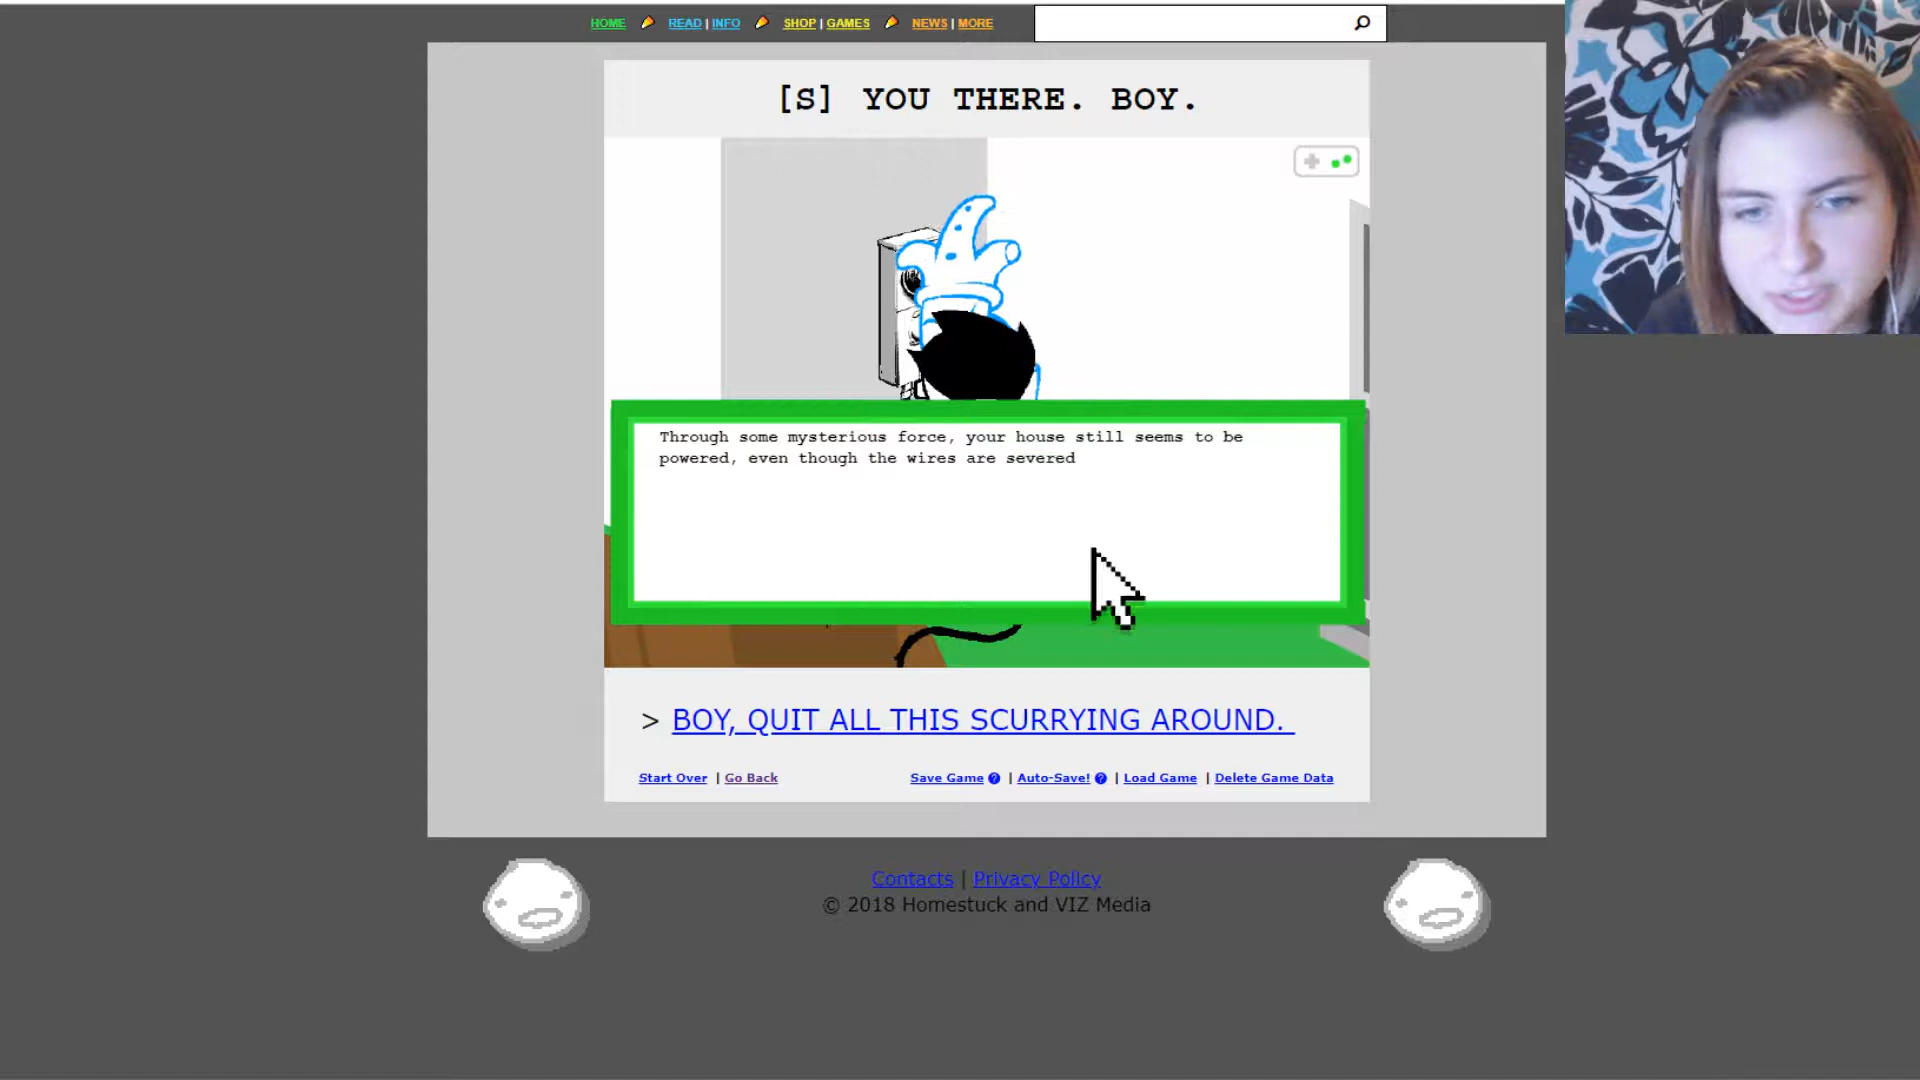 HOME READ | INFO SHOP | GAMES NEWS | MORE
[S] YOU THERE. BOY.
Through some mysterious force, your house still seems to be
powered, even though the wires are severed
> BOY, QUIT ALL THIS SCURRYING AROUND.
Start Over | Go Back Save Game ? | Auto-Save! ? | Load Game | Delete Game Data
Contacts | Privacy Policy
© 2018 Homestuck and VIZ Media